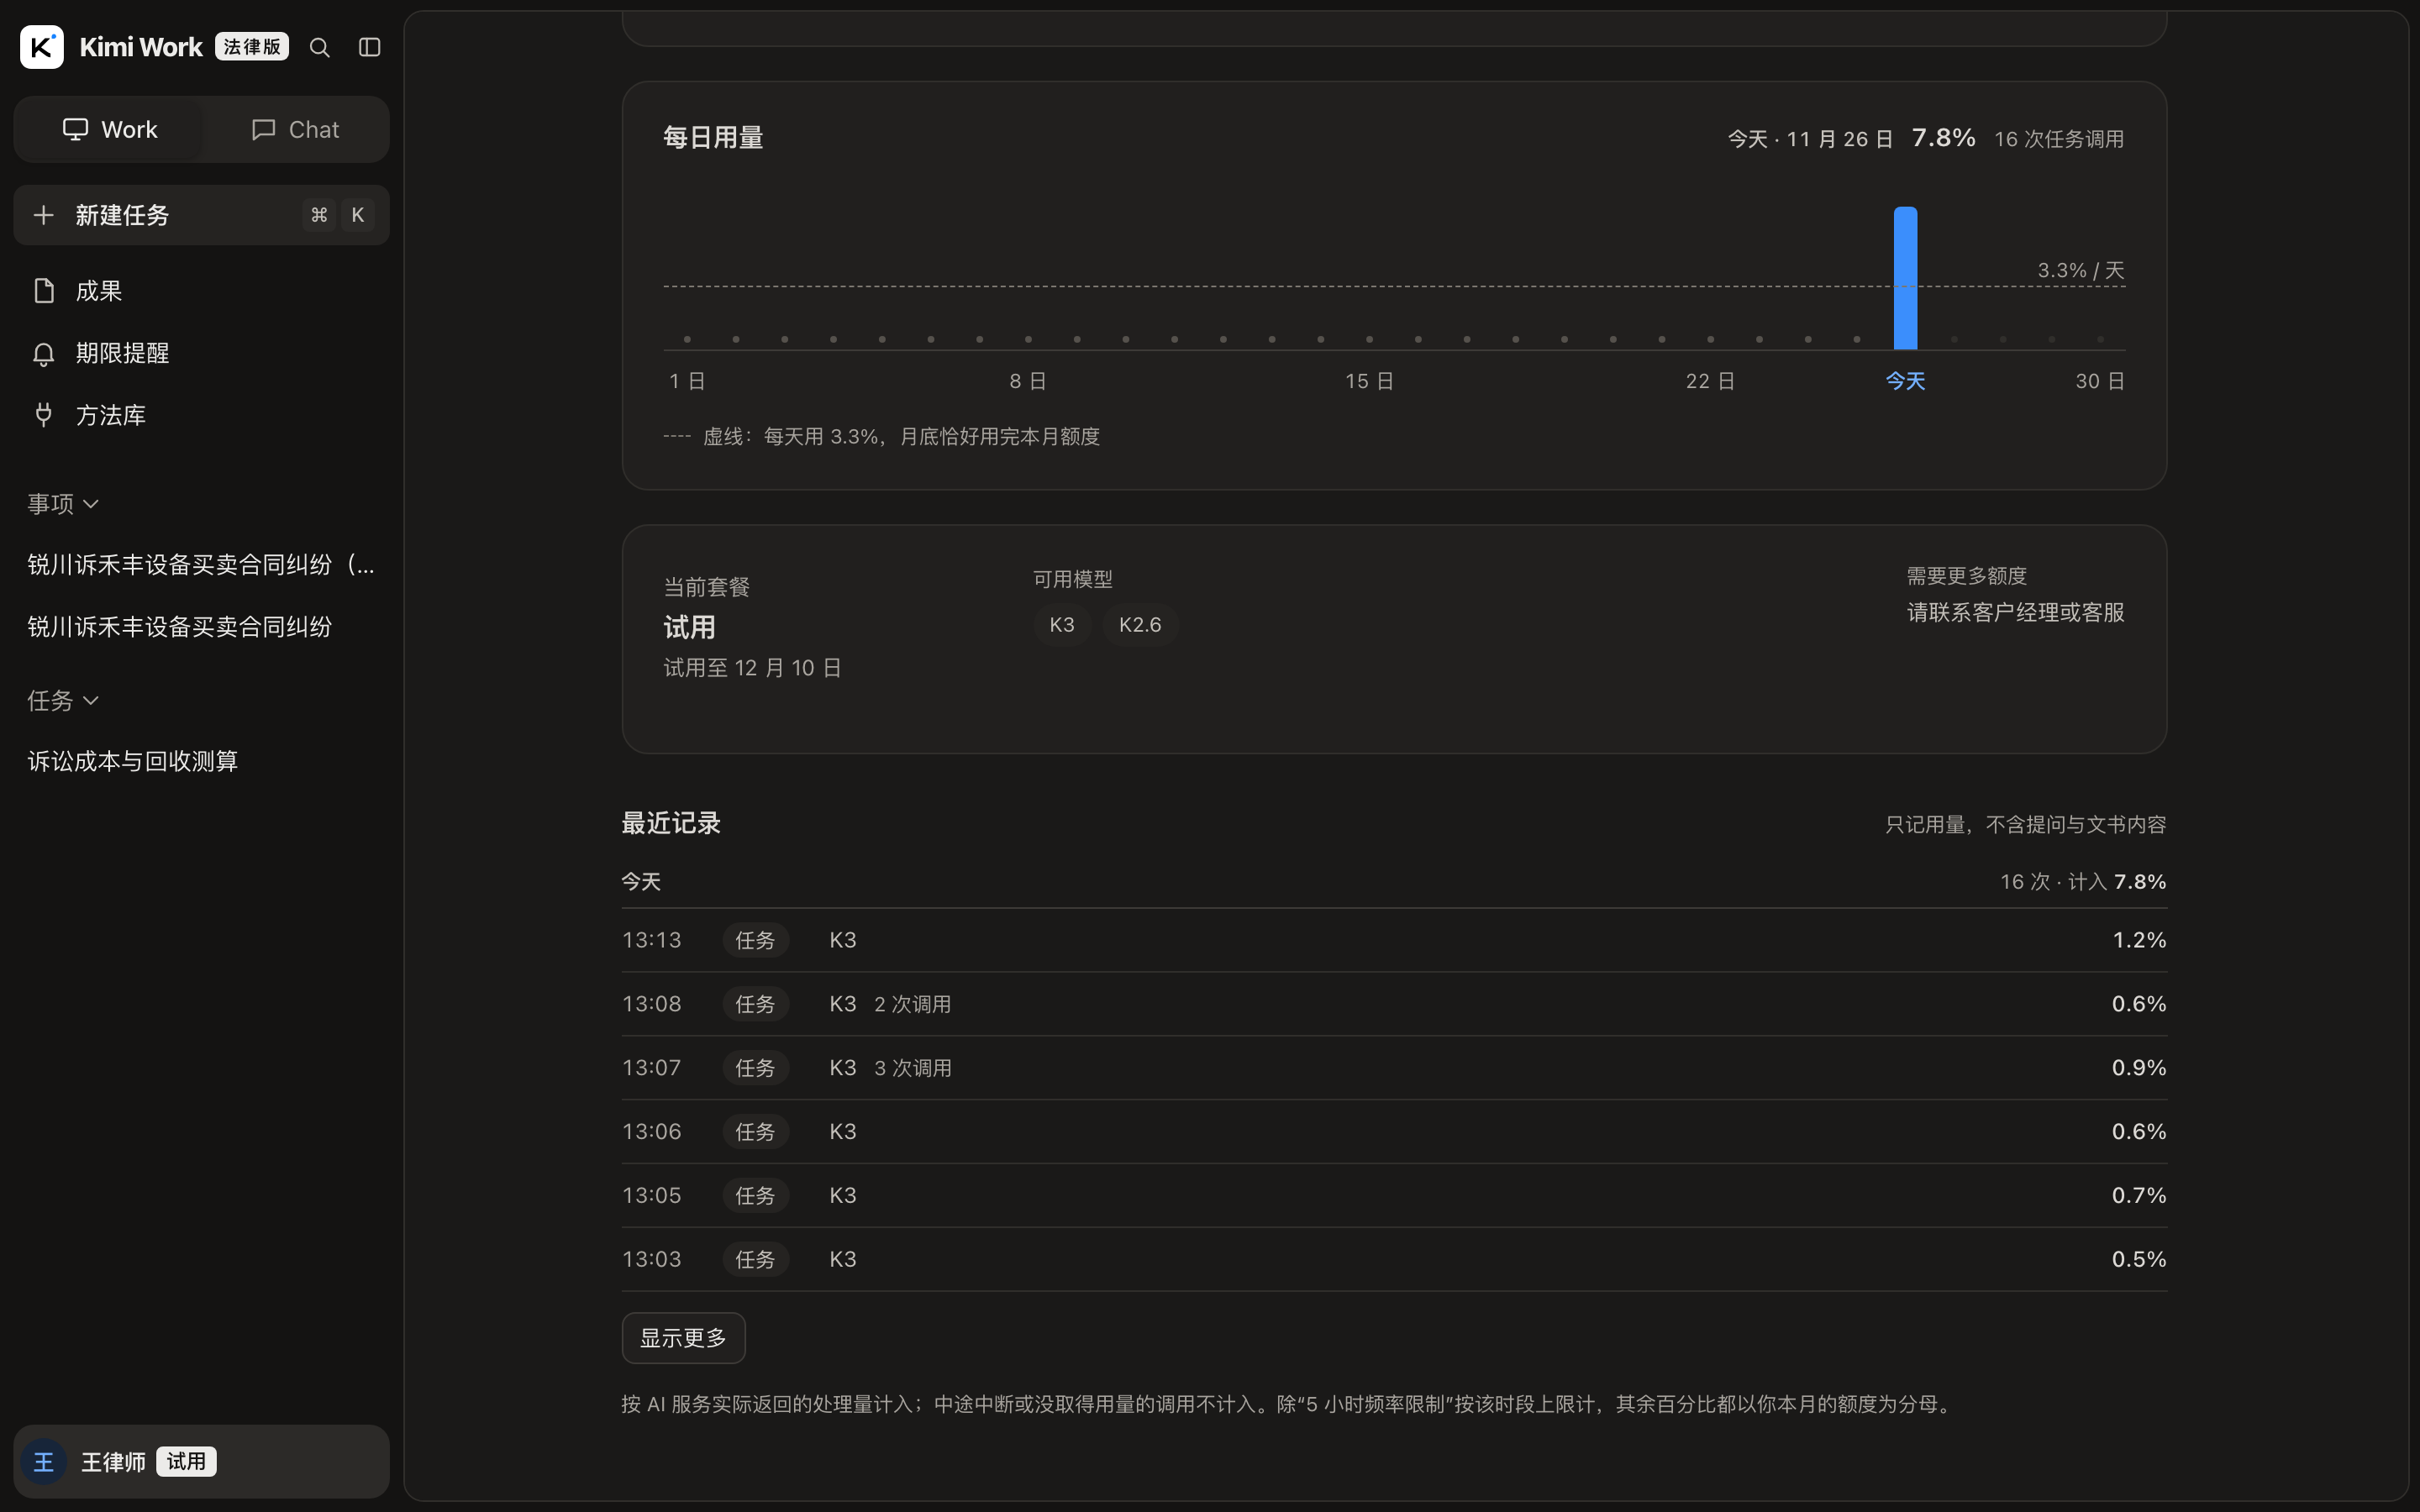 Kimi Work 法律版
Work
Chat
新建任务 ⌘ K
成果
期限提醒
方法库
事项
锐川诉禾丰设备买卖合同纠纷（...
锐川诉禾丰设备买卖合同纠纷
任务
诉讼成本与回收测算
王 王律师 试用
每日用量
今天 · 11 月 26 日 7.8% 16 次任务调用
3.3% / 天
1 日 8 日 15 日 22 日 今天 30 日
---- 虚线：每天用 3.3%，月底恰好用完本月额度
当前套餐
试用
试用至 12 月 10 日
可用模型
K3 K2.6
需要更多额度
请联系客户经理或客服
最近记录
只记用量，不含提问与文书内容
今天
16 次 · 计入 7.8%
13:13 任务 K3 1.2%
13:08 任务 K3 2 次调用 0.6%
13:07 任务 K3 3 次调用 0.9%
13:06 任务 K3 0.6%
13:05 任务 K3 0.7%
13:03 任务 K3 0.5%
显示更多
按 AI 服务实际返回的处理量计入；中途中断或没取得用量的调用不计入。除“5 小时频率限制”按该时段上限计，其余百分比都以你本月的额度为分母。